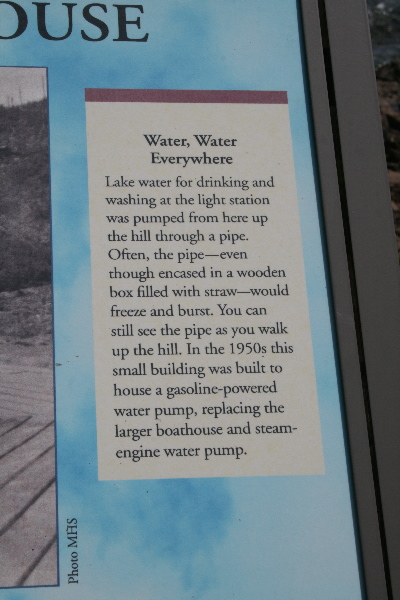 OUSE
Water, Water
Everywhere
Lake water for drinking and
washing at the light station
was pumped from here up
the hill through a pipe.
Often, the pipe—even
though encased in a wooden
box filled with straw—would
freeze and burst. You can
still see the pipe as you walk
up the hill. In the 1950s this
small building was built to
house a gasoline-powered
water pump, replacing the
larger boathouse and steam-
engine water pump.
Photo MHS